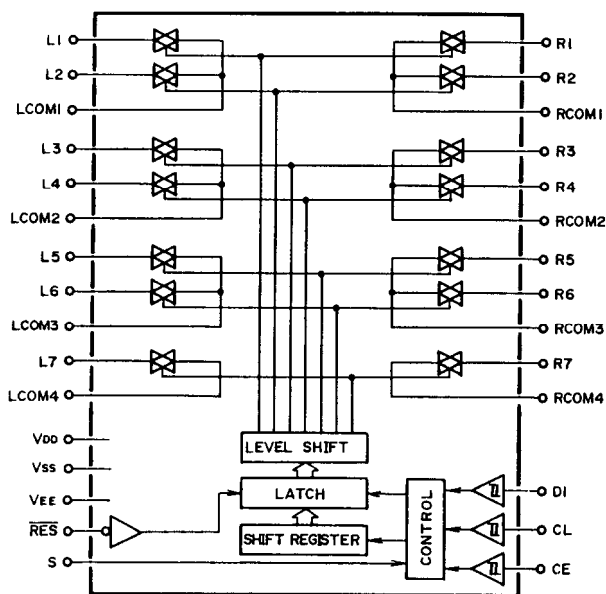 L1
R1
L2
R2
LCOM1
RCOM1
L3
R3
L4
R4
LCOM2
RCOM2
L5
R5
L6
R6
LCOM3
RCOM3
L7
R7
LCOM4
RCOM4
VDD
LEVEL SHIFT
VSS
LATCH
DI
VEE
RES
CONTROL
CL
SHIFT REGISTER
S
CE